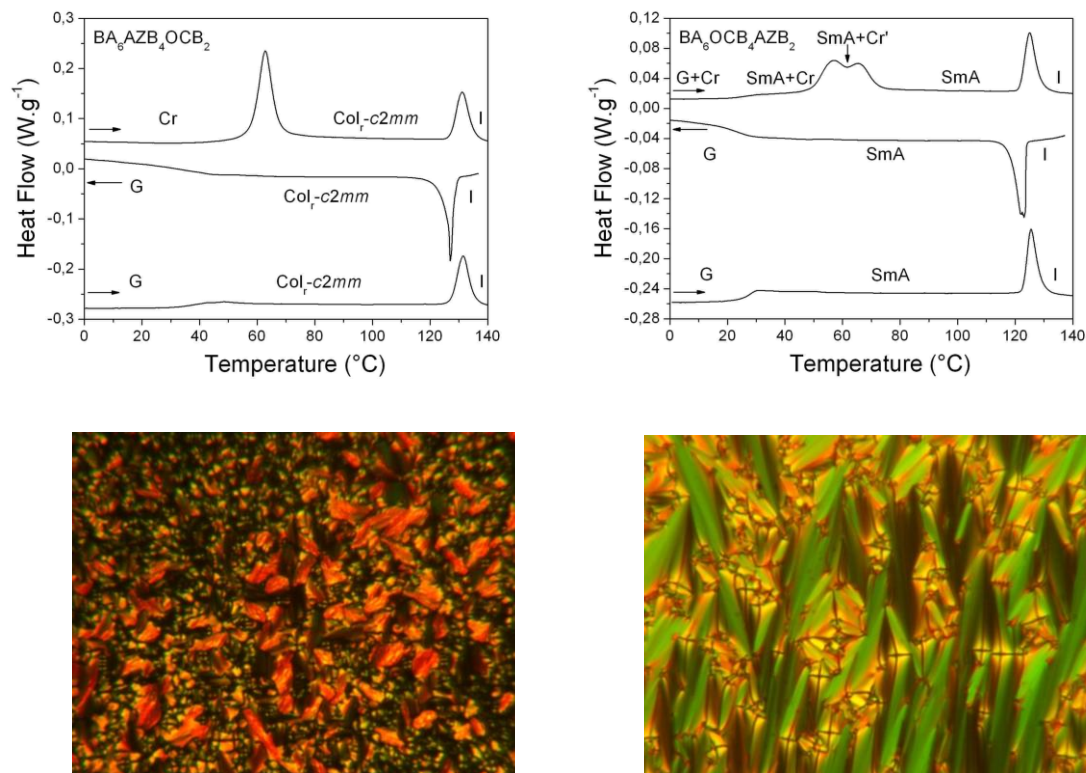 BA₆AZB₄OCB₂
0,3
0,2
0,1
0,0
-0,1
-0,2
-0,3
Heat Flow (W.g⁻¹)
Cr
Colᵣ-c2mm
I
G
Colᵣ-c2mm
I
G
Colᵣ-c2mm
I
0 20 40 60 80 100 120 140
Temperature (°C)
BA₆OCB₄AZB₂
0,12
0,08
0,04
0,00
-0,04
-0,08
-0,12
-0,16
-0,20
-0,24
-0,28
Heat Flow (W.g⁻¹)
SmA+Cr'
G+Cr
SmA+Cr
SmA
I
G
SmA
I
G
SmA
I
0 20 40 60 80 100 120 140
Temperature (°C)